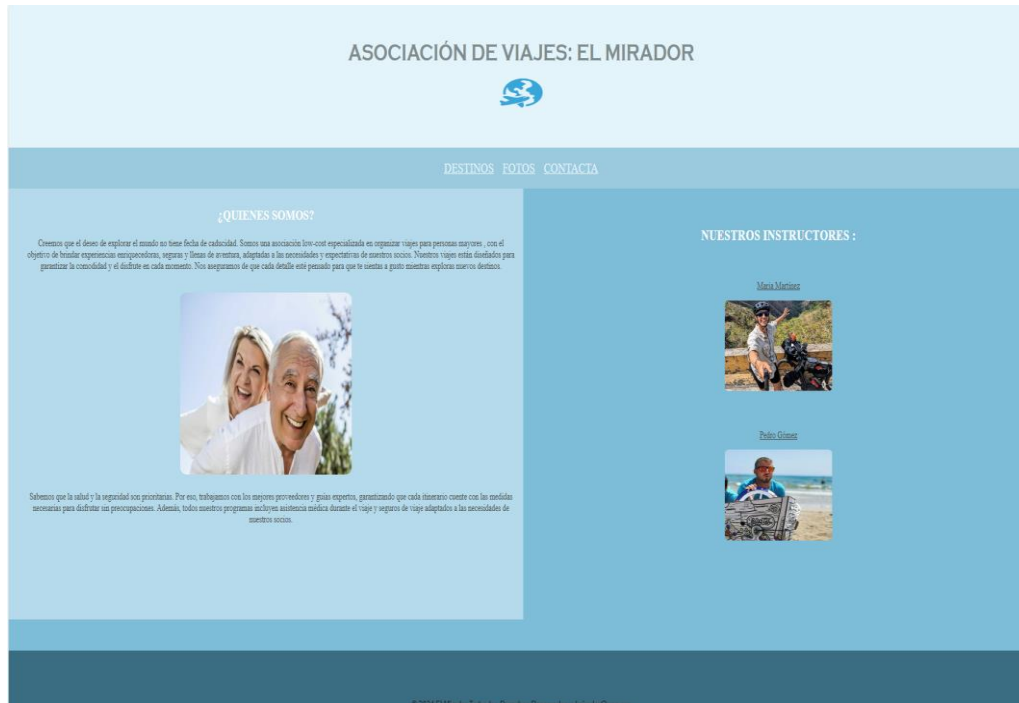 ASOCIACIÓN DE VIAJES: EL MIRADOR
DESTINOS FOTOS CONTACTA
¿QUIENES SOMOS?
Creemos que el deseo de explorar el mundo no tiene fecha de caducidad. Somos una asociación low-cost especializada en organizar viajes para personas mayores , con el
objetivo de brindar experiencias enriquecedoras, seguras y llenas de aventura, adaptadas a las necesidades y expectativas de nuestros socios. Nuestros viajes están diseñados para
garantizar la comodidad y el disfrute en cada momento. Nos aseguramos de que cada detalle esté pensado para que te sientas a gusto mientras exploras nuevos destinos.
Sabemos que la salud y la seguridad son prioritarias. Por eso, trabajamos con los mejores proveedores y guías expertos, garantizando que cada itinerario cuente con las medidas
necesarias para disfrutar sin preocupaciones. Además, todos nuestros programas incluyen asistencia médica durante el viaje y seguros de viaje adaptados a las necesidades de
nuestros socios.
NUESTROS INSTRUCTORES :
Maria Martinez
Pedro Gómez